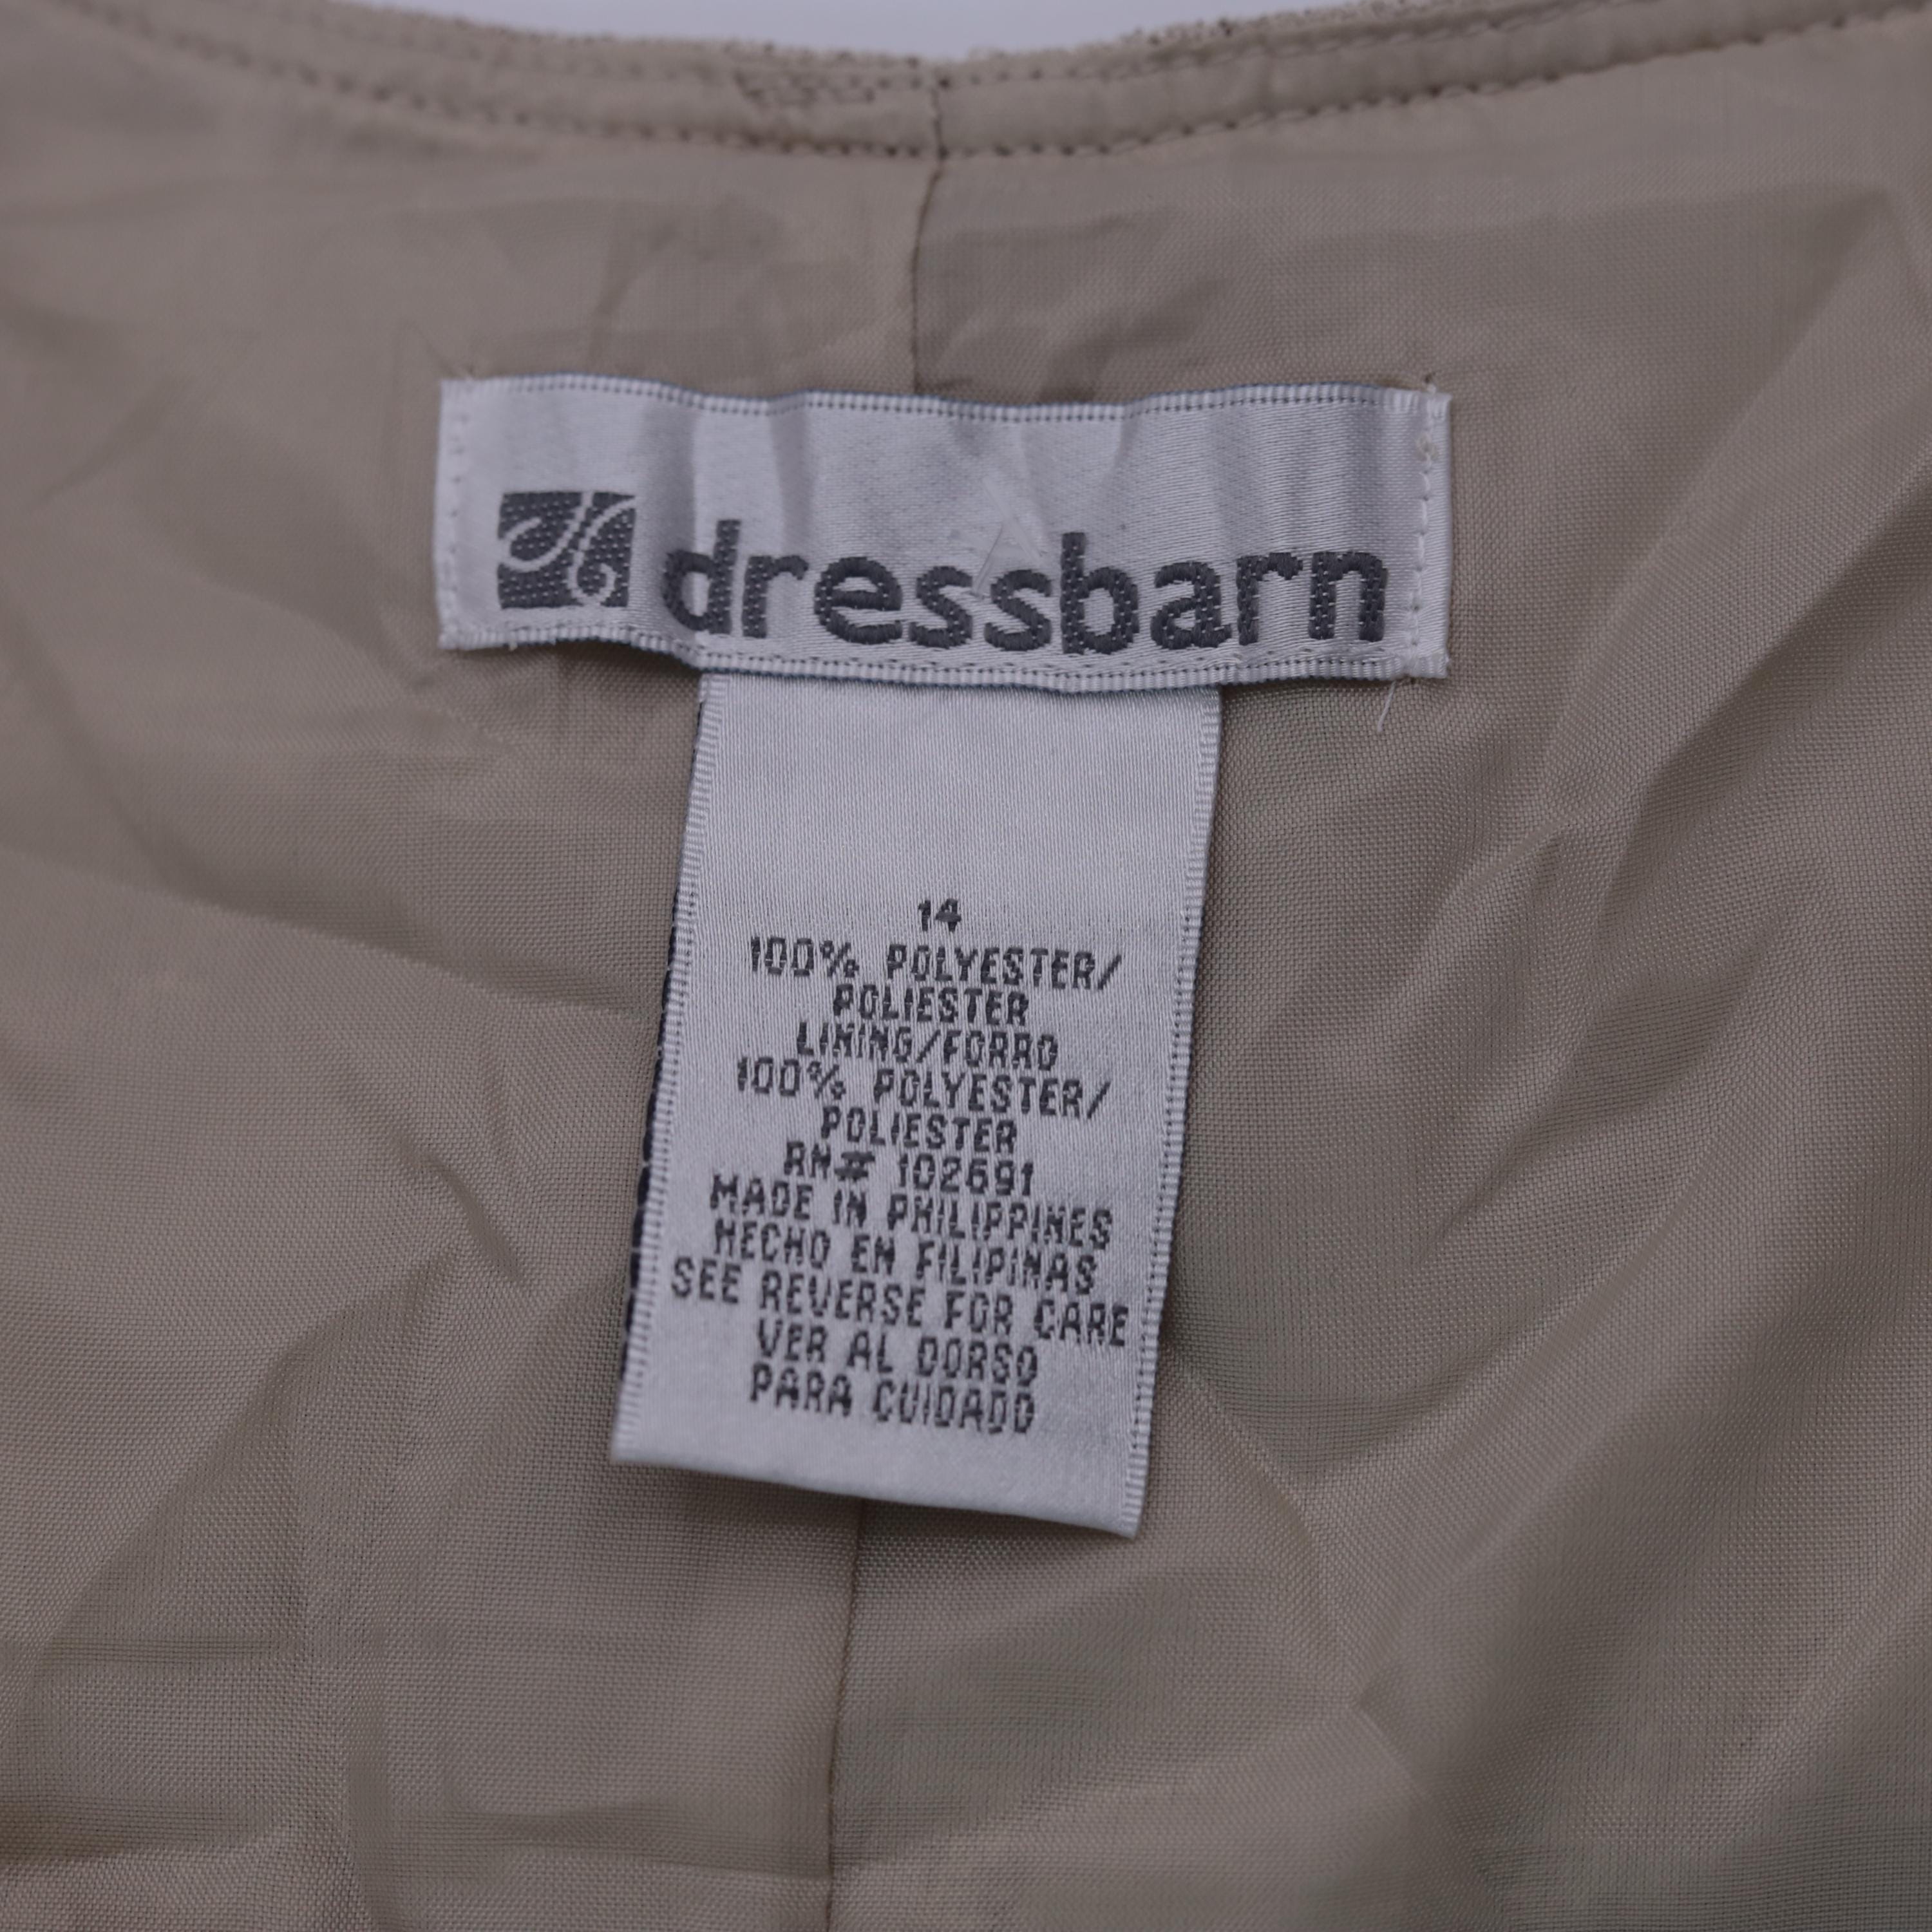 dressbarn
14
100% POLYESTER/
POLIESTER
LINING/FORRO
100% POLYESTER/
POLIESTER
RN# 102691
MADE IN PHILIPPINES
HECHO EN FILIPINAS
SEE REVERSE FOR CARE
VER AL DORSO
PARA CUIDADO